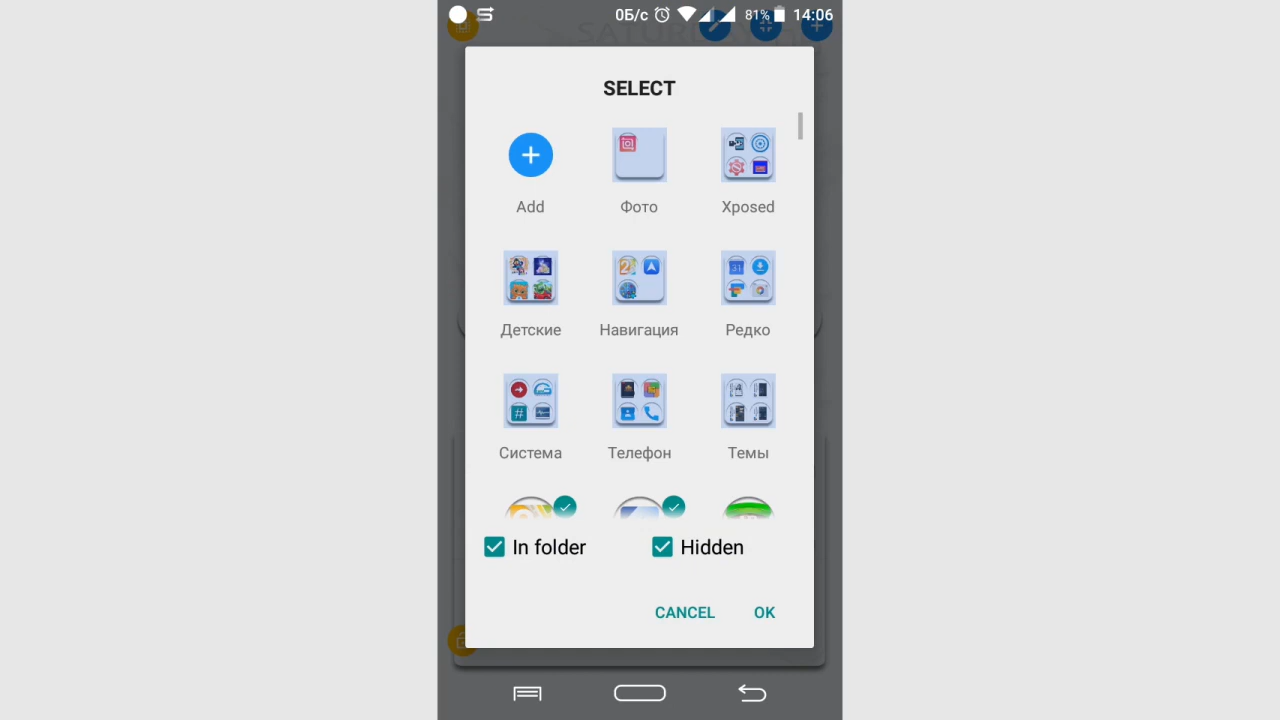 0Б/с 81% 14:06
SATURDAY
SELECT
Add Фото Xposed
Детские Навигация Редко
Система Телефон Темы
In folder Hidden
CANCEL OK